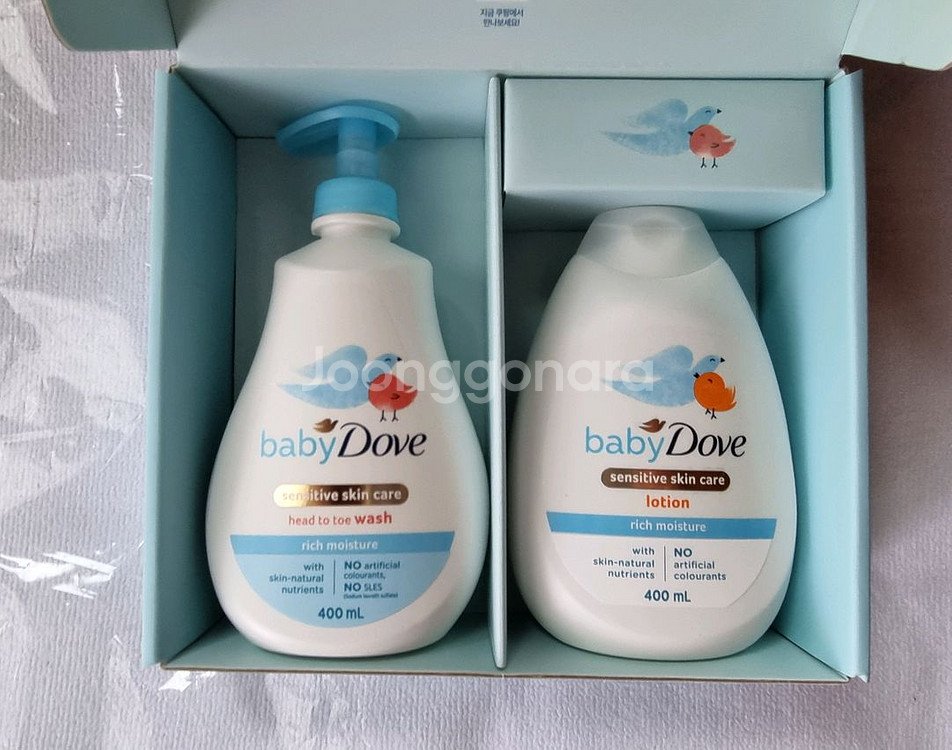 지금 쿠팡에서
만나보세요!
Joonggonara
baby Dove
sensitive skin care
head to toe wash
rich moisture
with
skin-natural
nutrients
NO artificial
colourants,
NO SLES
(Sodium laureth sulfate)
400 mL
baby Dove
sensitive skin care
lotion
rich moisture
with
skin-natural
nutrients
NO
artificial
colourants
400 mL